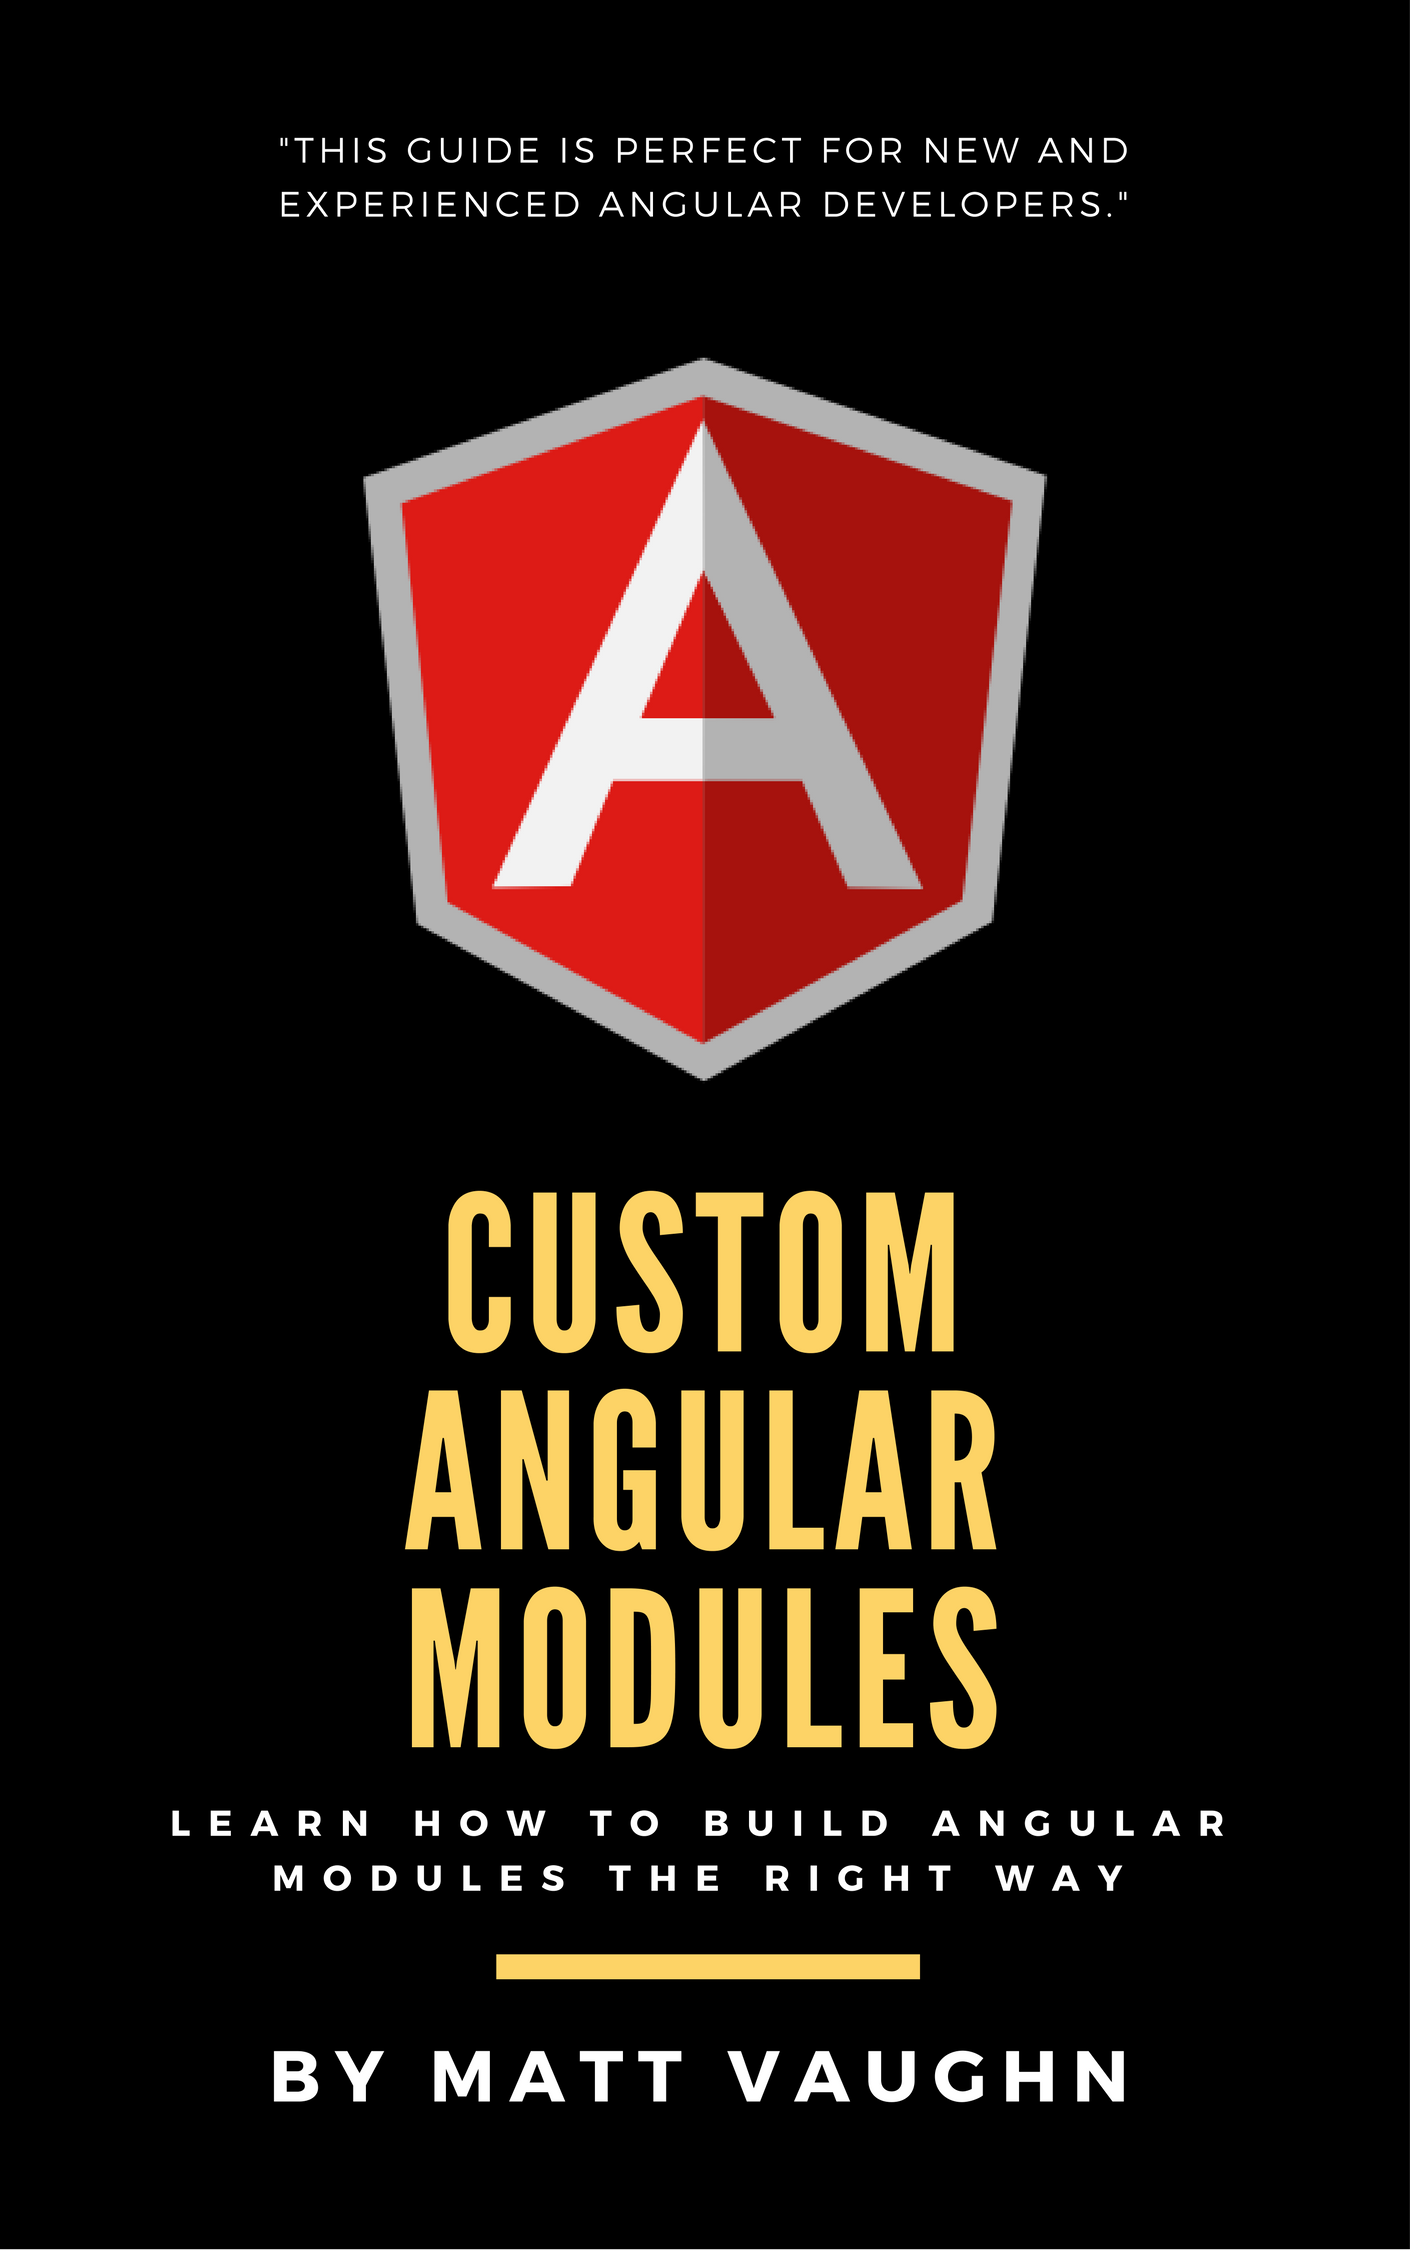 "THIS GUIDE IS PERFECT FOR NEW AND
EXPERIENCED ANGULAR DEVELOPERS."
A
CUSTOM
ANGULAR
MODULES
LEARN HOW TO BUILD ANGULAR
MODULES THE RIGHT WAY
BY MATT VAUGHN